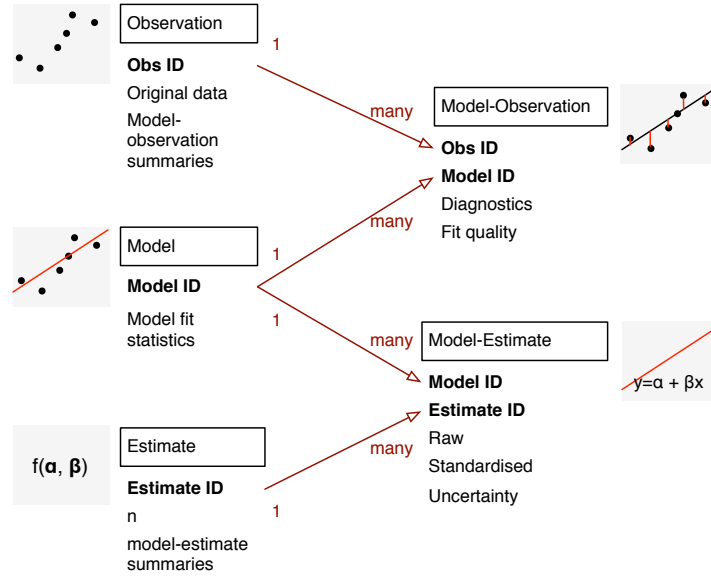 Observation
1
Obs ID
Original data
Model-
observation
summaries
many
Model-Observation
Obs ID
Model ID
Diagnostics
Fit quality
many
Model
1
Model ID
1
Model fit
statistics
many
Model-Estimate
Model ID
Estimate ID
Raw
Standardised
Uncertainty
many
y=α + βx
f(α, β)
Estimate
Estimate ID
1
n
model-estimate
summaries